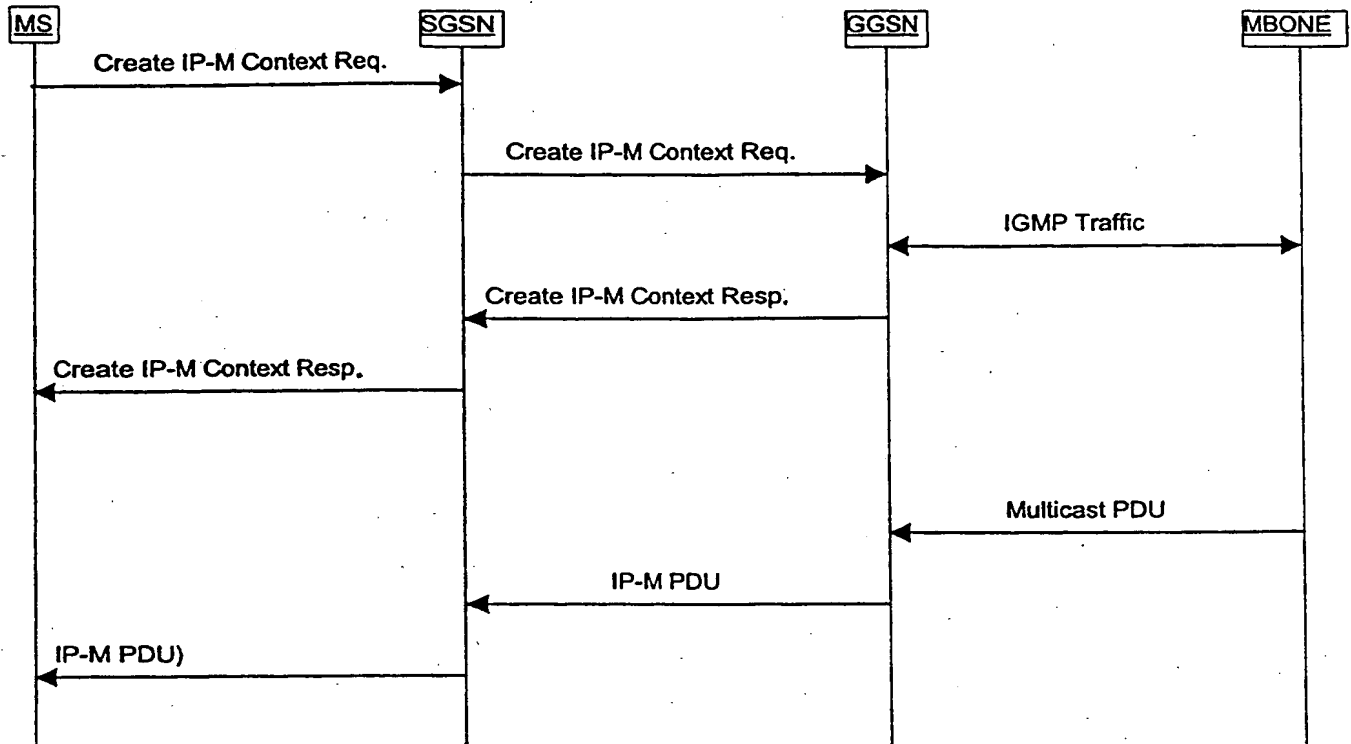 MS
SGSN
GGSN
MBONE
Create IP-M Context Req.
Create IP-M Context Req.
IGMP Traffic
Create IP-M Context Resp.
Create IP-M Context Resp.
Multicast PDU
IP-M PDU
IP-M PDU)